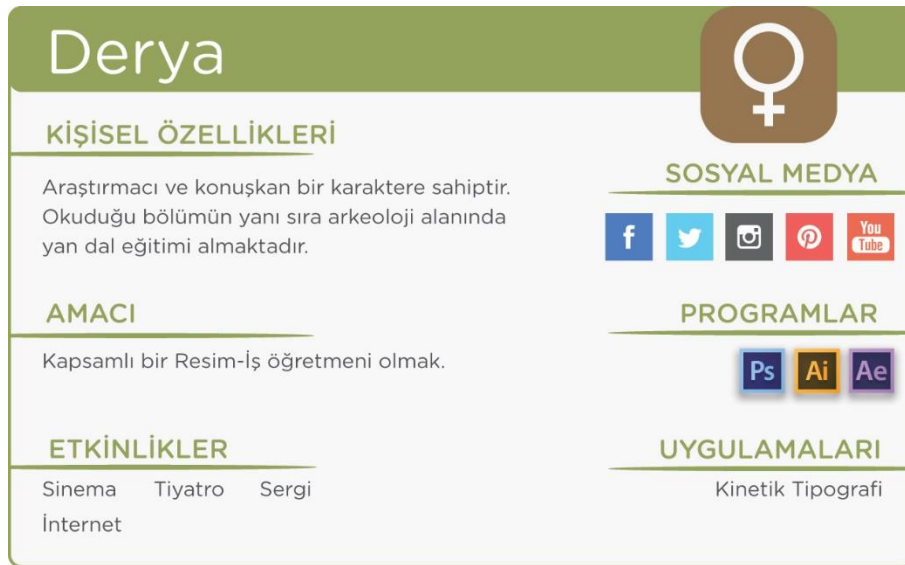 Derya
KİŞİSEL ÖZELLİKLERİ
Araştırmacı ve konuşkan bir karaktere sahiptir.
Okuduğu bölümün yanı sıra arkeoloji alanında
yan dal eğitimi almaktadır.
AMACI
Kapsamlı bir Resim-İş öğretmeni olmak.
ETKİNLİKLER
Sinema Tiyatro Sergi
İnternet
SOSYAL MEDYA
f
You
Tube
PROGRAMLAR
Ps Ai Ae
UYGULAMALARI
Kinetik Tipografi